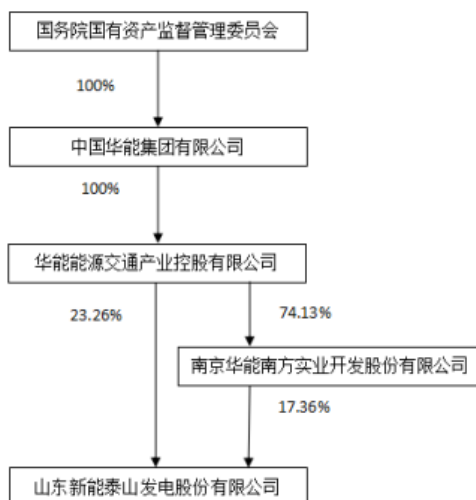 国务院国有资产监督管理委员会
100%
中国华能集团有限公司
100%
华能能源交通产业控股有限公司
23.26%
74.13%
南京华能南方实业开发股份有限公司
17.36%
山东新能泰山发电股份有限公司